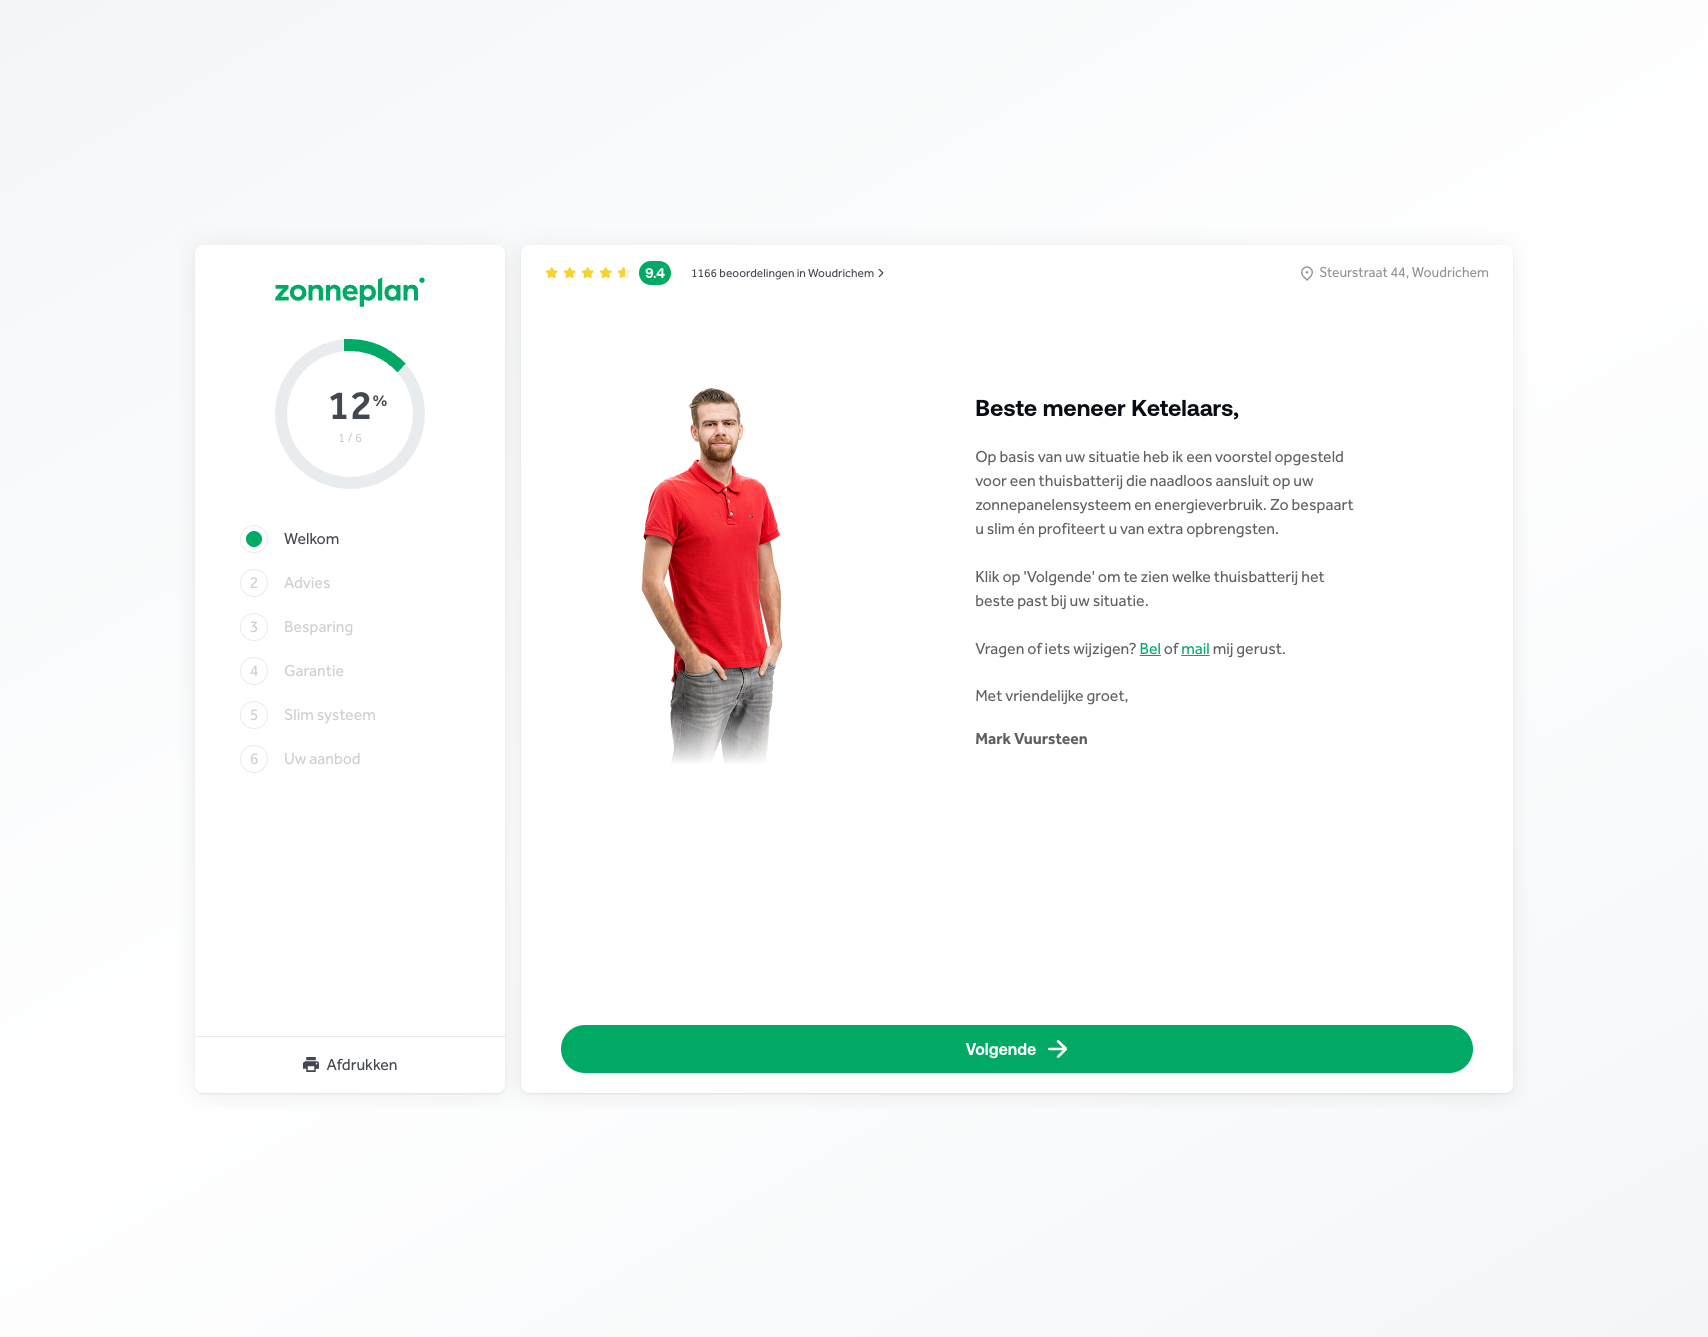 zonneplan
12%
1 / 6
Welkom
2 Advies
3 Besparing
4 Garantie
5 Slim systeem
6 Uw aanbod
Afdrukken
9.4 1166 beoordelingen in Woudrichem
Steurstraat 44, Woudrichem
Beste meneer Ketelaars,
Op basis van uw situatie heb ik een voorstel opgesteld
voor een thuisbatterij die naadloos aansluit op uw
zonnepanelensysteem en energieverbruik. Zo bespaart
u slim én profiteert u van extra opbrengsten.
Klik op 'Volgende' om te zien welke thuisbatterij het
beste past bij uw situatie.
Vragen of iets wijzigen? Bel of mail mij gerust.
Met vriendelijke groet,
Mark Vuursteen
Volgende